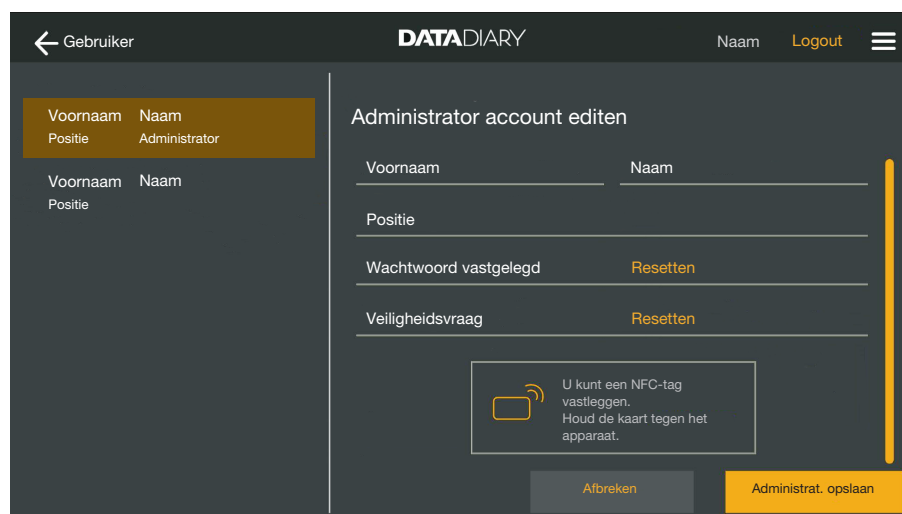 Gebruiker
DATADIARY
Naam Logout
Voornaam Naam
Positie Administrator
Voornaam Naam
Positie
Administrator account editen
Voornaam Naam
Positie
Wachtwoord vastgelegd Resetten
Veiligheidsvraag Resetten
U kunt een NFC-tag
vastleggen.
Houd de kaart tegen het
apparaat.
Afbreken
Administrat. opslaan